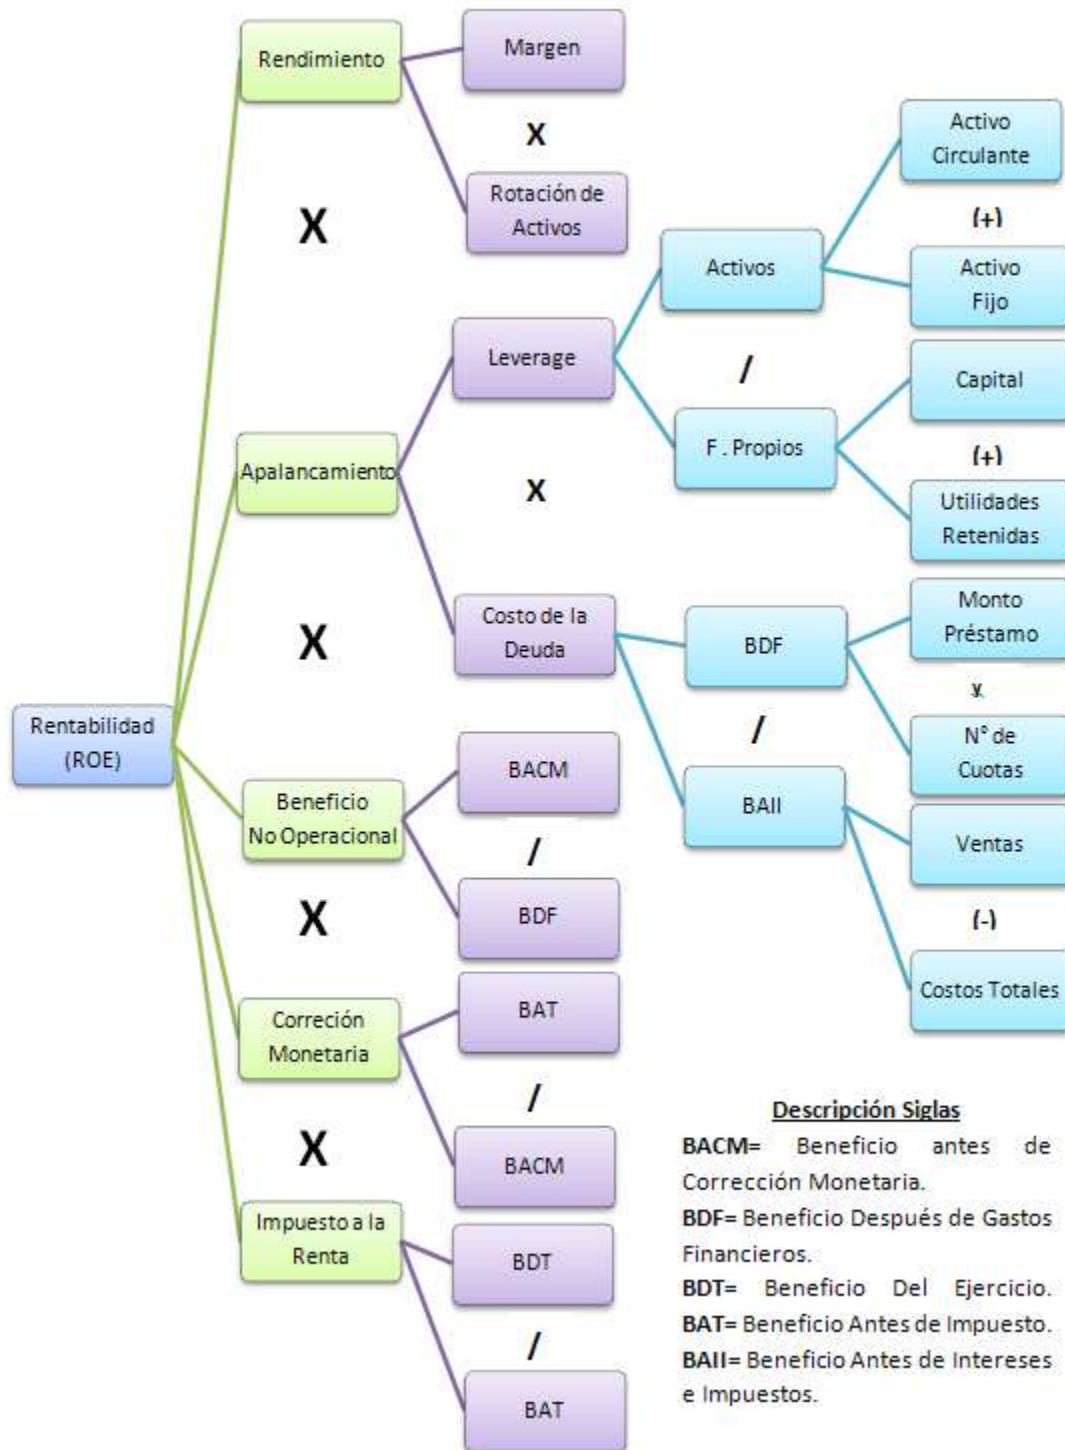 Rendimiento
Margen
X
Rotación de
Activos
X
Activo
Circulante
(+)
Activo
Fijo
Activos
Leverage
/
F . Propios
Capital
(+)
Utilidades
Retenidas
Apalancamiento
X
Costo de la
Deuda
BDF
Monto
Préstamo
N° de
Cuotas
/
BAII
Ventas
(-)
Costos Totales
X
Rentabilidad
(ROE)
Beneficio
No Operacional
BACM
/
BDF
X
Correción
Monetaria
BAT
/
BACM
X
Impuesto a la
Renta
BDT
/
BAT
Descripción Siglas
BACM= Beneficio antes de
Corrección Monetaria.
BDF= Beneficio Después de Gastos
Financieros.
BDT= Beneficio Del Ejercicio.
BAT= Beneficio Antes de Impuesto.
BAII= Beneficio Antes de Intereses
e Impuestos.